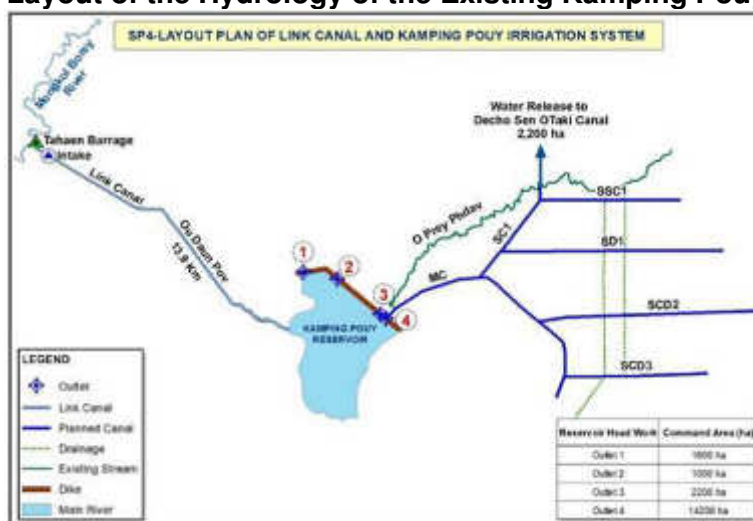 Layout of the Hydrology of the Existing Kamping Pou
SP4-LAYOUT PLAN OF LINK CANAL AND KAMPING POUY IRRIGATION SYSTEM
River
Tahaen Barrage
Intake
Link Canal
Ou Daun Pov
13.9 Km
Water Release to
Decho Sen OTaki Canal
2,200 ha
O Prey Phdav
SSC1
SC1
SD1
MC
SCD2
SCD3
1
2
3
4
KAMPING POUY
RESERVOIR
LEGEND
Outlet
Link Canal
Planned Canal
Drainage
Existing Stream
Dike
Main River
Reservoir Head Work Command Area (ha)
Outlet 1 1600 ha
Outlet 2 1000 ha
Outlet 3 2200 ha
Outlet 4 14200 ha